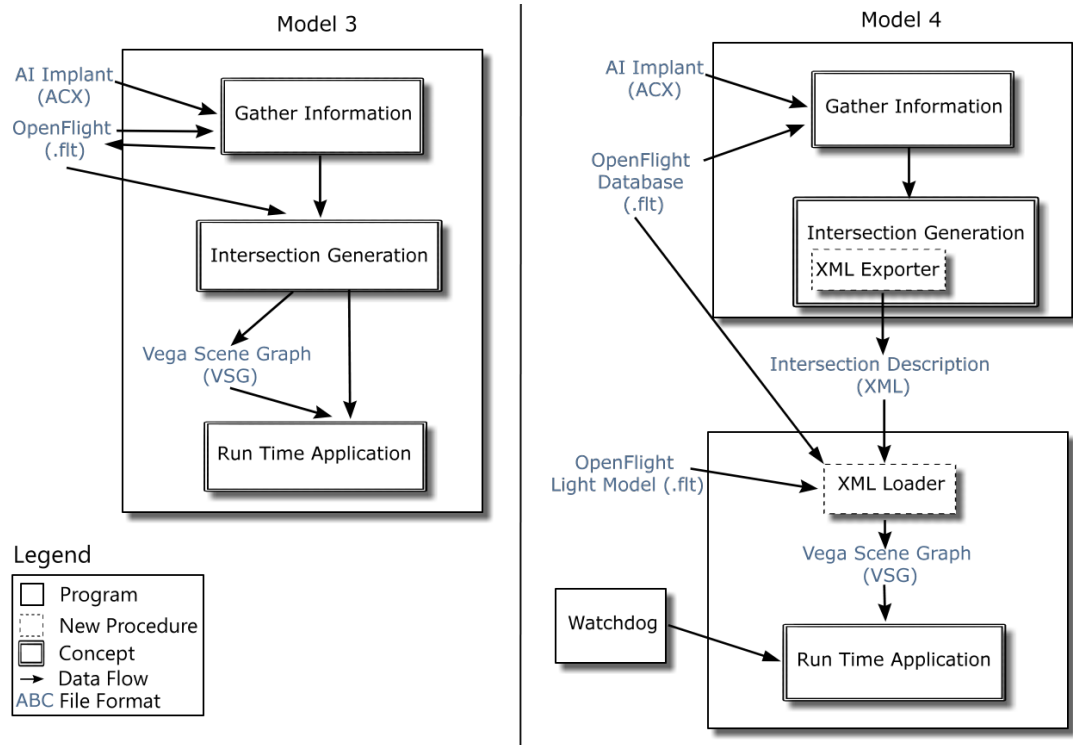 Model 3
AI Implant
(ACX)
OpenFlight
(.flt)
Gather Information
Intersection Generation
Vega Scene Graph
(VSG)
Run Time Application
Legend
Program
New Procedure
Concept
Data Flow
ABC File Format
Model 4
AI Implant
(ACX)
OpenFlight
Database
(.flt)
Gather Information
Intersection Generation
XML Exporter
Intersection Description
(XML)
OpenFlight
Light Model (.flt)
XML Loader
Vega Scene Graph
(VSG)
Watchdog
Run Time Application